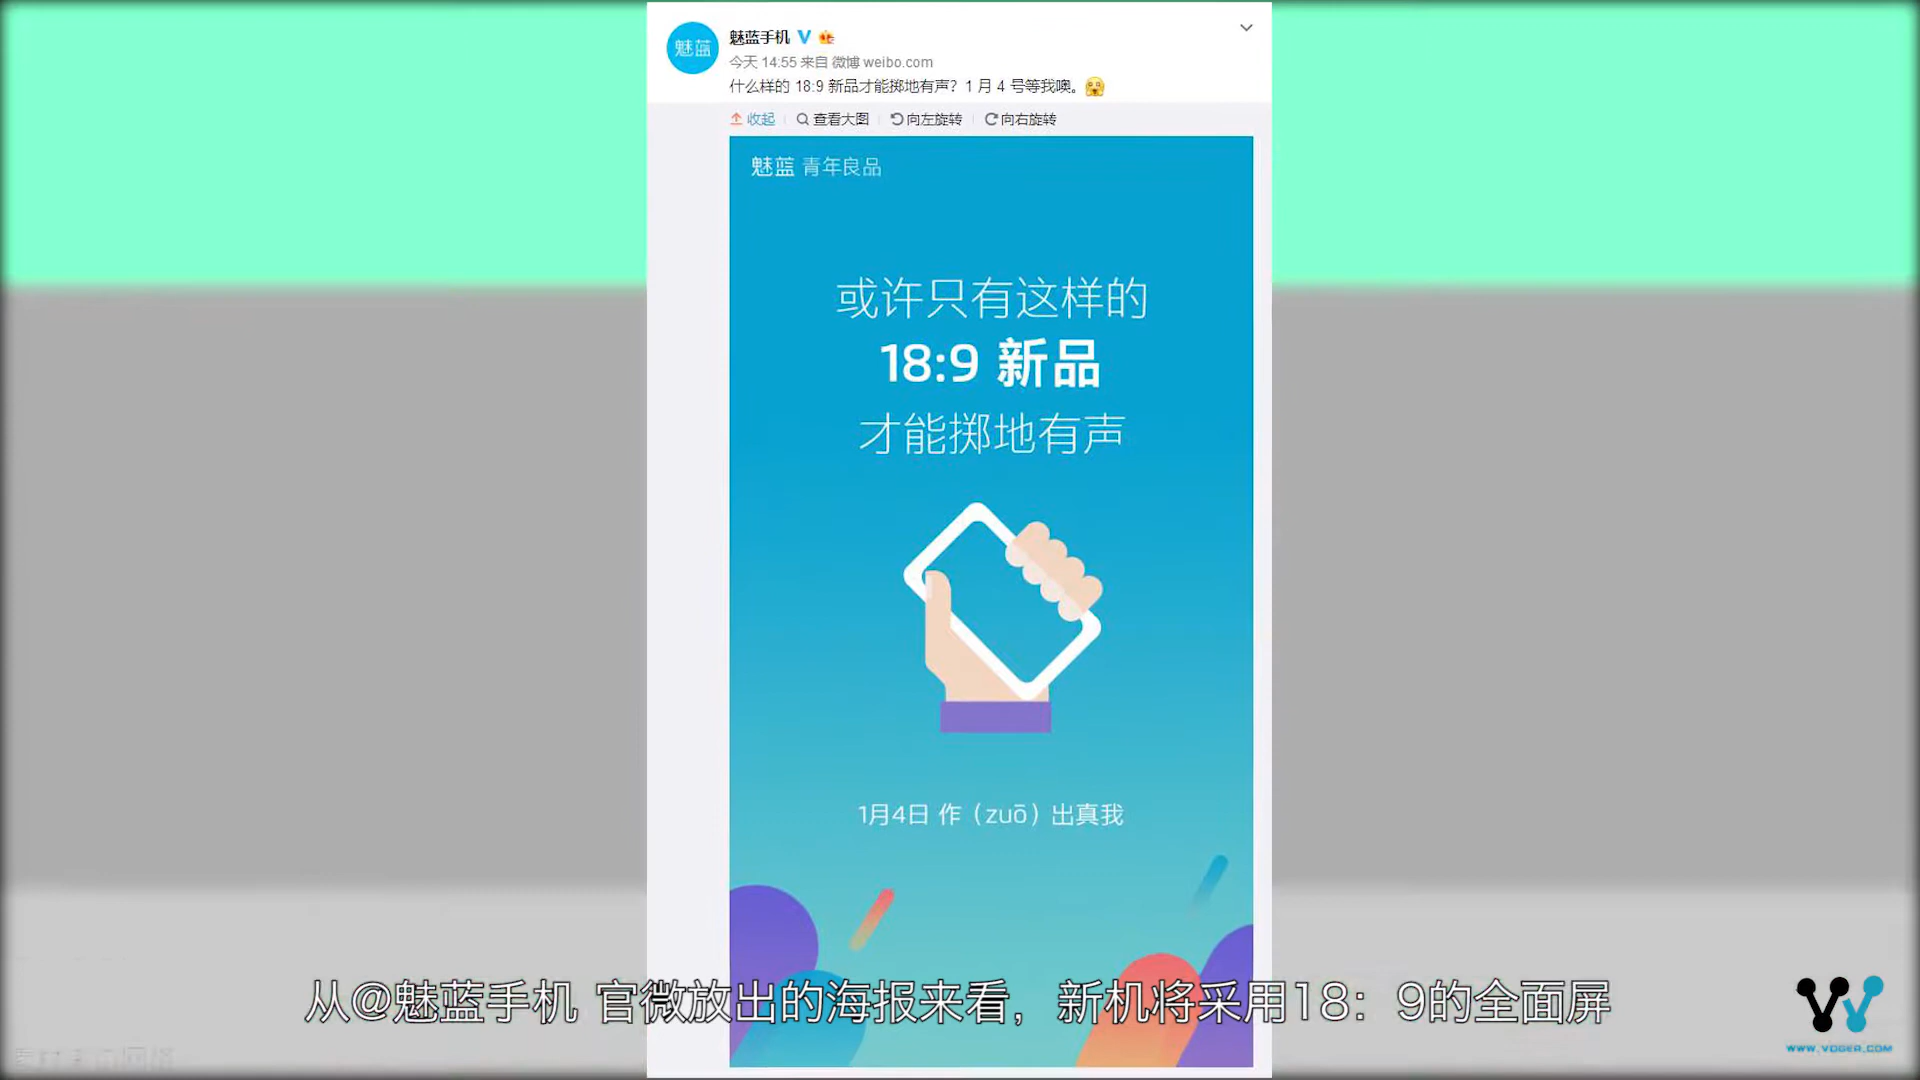 魅蓝
魅蓝手机
今天 14:55 来自 微博 weibo.com
什么样的 18:9 新品才能掷地有声？1 月 4 号等我噢。
收起 查看大图 向左旋转 向右旋转
魅蓝 青年良品
或许只有这样的
18:9 新品
才能掷地有声
1月4日 作（zuō）出真我
从@魅蓝手机 官微放出的海报来看，新机将采用18：9的全面屏
WWW.VOGER.COM